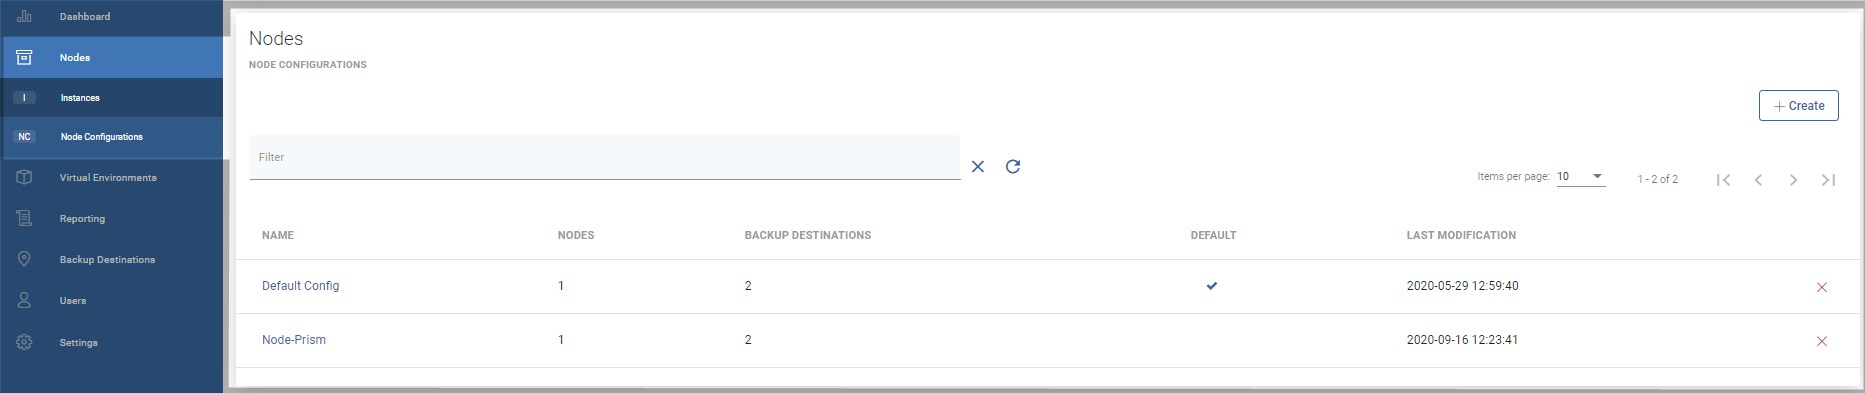 Dashboard
Nodes
I Instances
NC Node Configurations
Virtual Environments
Reporting
Backup Destinations
Users
Settings
Nodes
NODE CONFIGURATIONS
+ Create
Filter
Items per page: 10 1 - 2 of 2
NAME NODES BACKUP DESTINATIONS DEFAULT LAST MODIFICATION
Default Config 1 2 2020-05-29 12:59:40
Node-Prism 1 2 2020-09-16 12:23:41